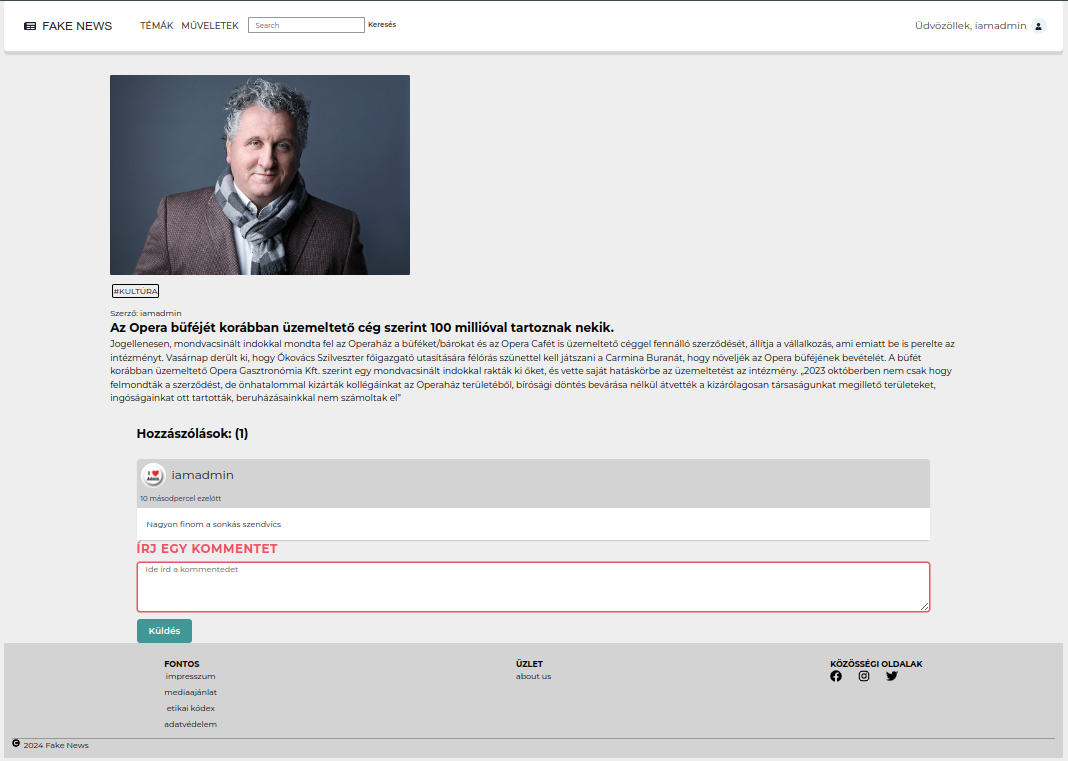 FAKE NEWS TÉMÁK MŰVELETEK Search Keresés Üdvözöllek, iamadmin
#KULTÚRA
Szerző: iamadmin
Az Opera büféjét korábban üzemeltető cég szerint 100 millióval tartoznak nekik.
Jogellenesen, mondvacsinált indokkal mondta fel az Operaház a büféket/bárokat és az Opera Cafét is üzemeltető céggel fennálló szerződését, állítja a vállalkozás, ami emiatt be is perelte az
intézményt. Vasárnap derült ki, hogy Ókovács Szilveszter főigazgató utasítására félórás szünettel kell játszani a Carmina Buranát, hogy növeljék az Opera büféjének bevételét. A büfét
korábban üzemeltető Opera Gasztronómia Kft. szerint egy mondvacsinált indokkal rakták ki őket, és vette saját hatáskörbe az üzemeltetést az intézmény. „2023 októberben nem csak hogy
felmondták a szerződést, de önhatalommal kizárták kollégáinkat az Operaház területéből, bírósági döntés bevárása nélkül átvették a kizárólagosan társaságunkat megillető területeket,
ingóságainkat ott tartották, beruházásainkkal nem számoltak el”
Hozzászólások: (1)
iamadmin
10 másodpercel ezelőtt
Nagyon finom a sonkás szendvics
ÍRJ EGY KOMMENTET
Ide írd a kommentedet
Küldés
FONTOS ÜZLET KÖZÖSSÉGI OLDALAK
impresszum about us
mediaajánlat
etikai kódex
adatvédelem
2024 Fake News